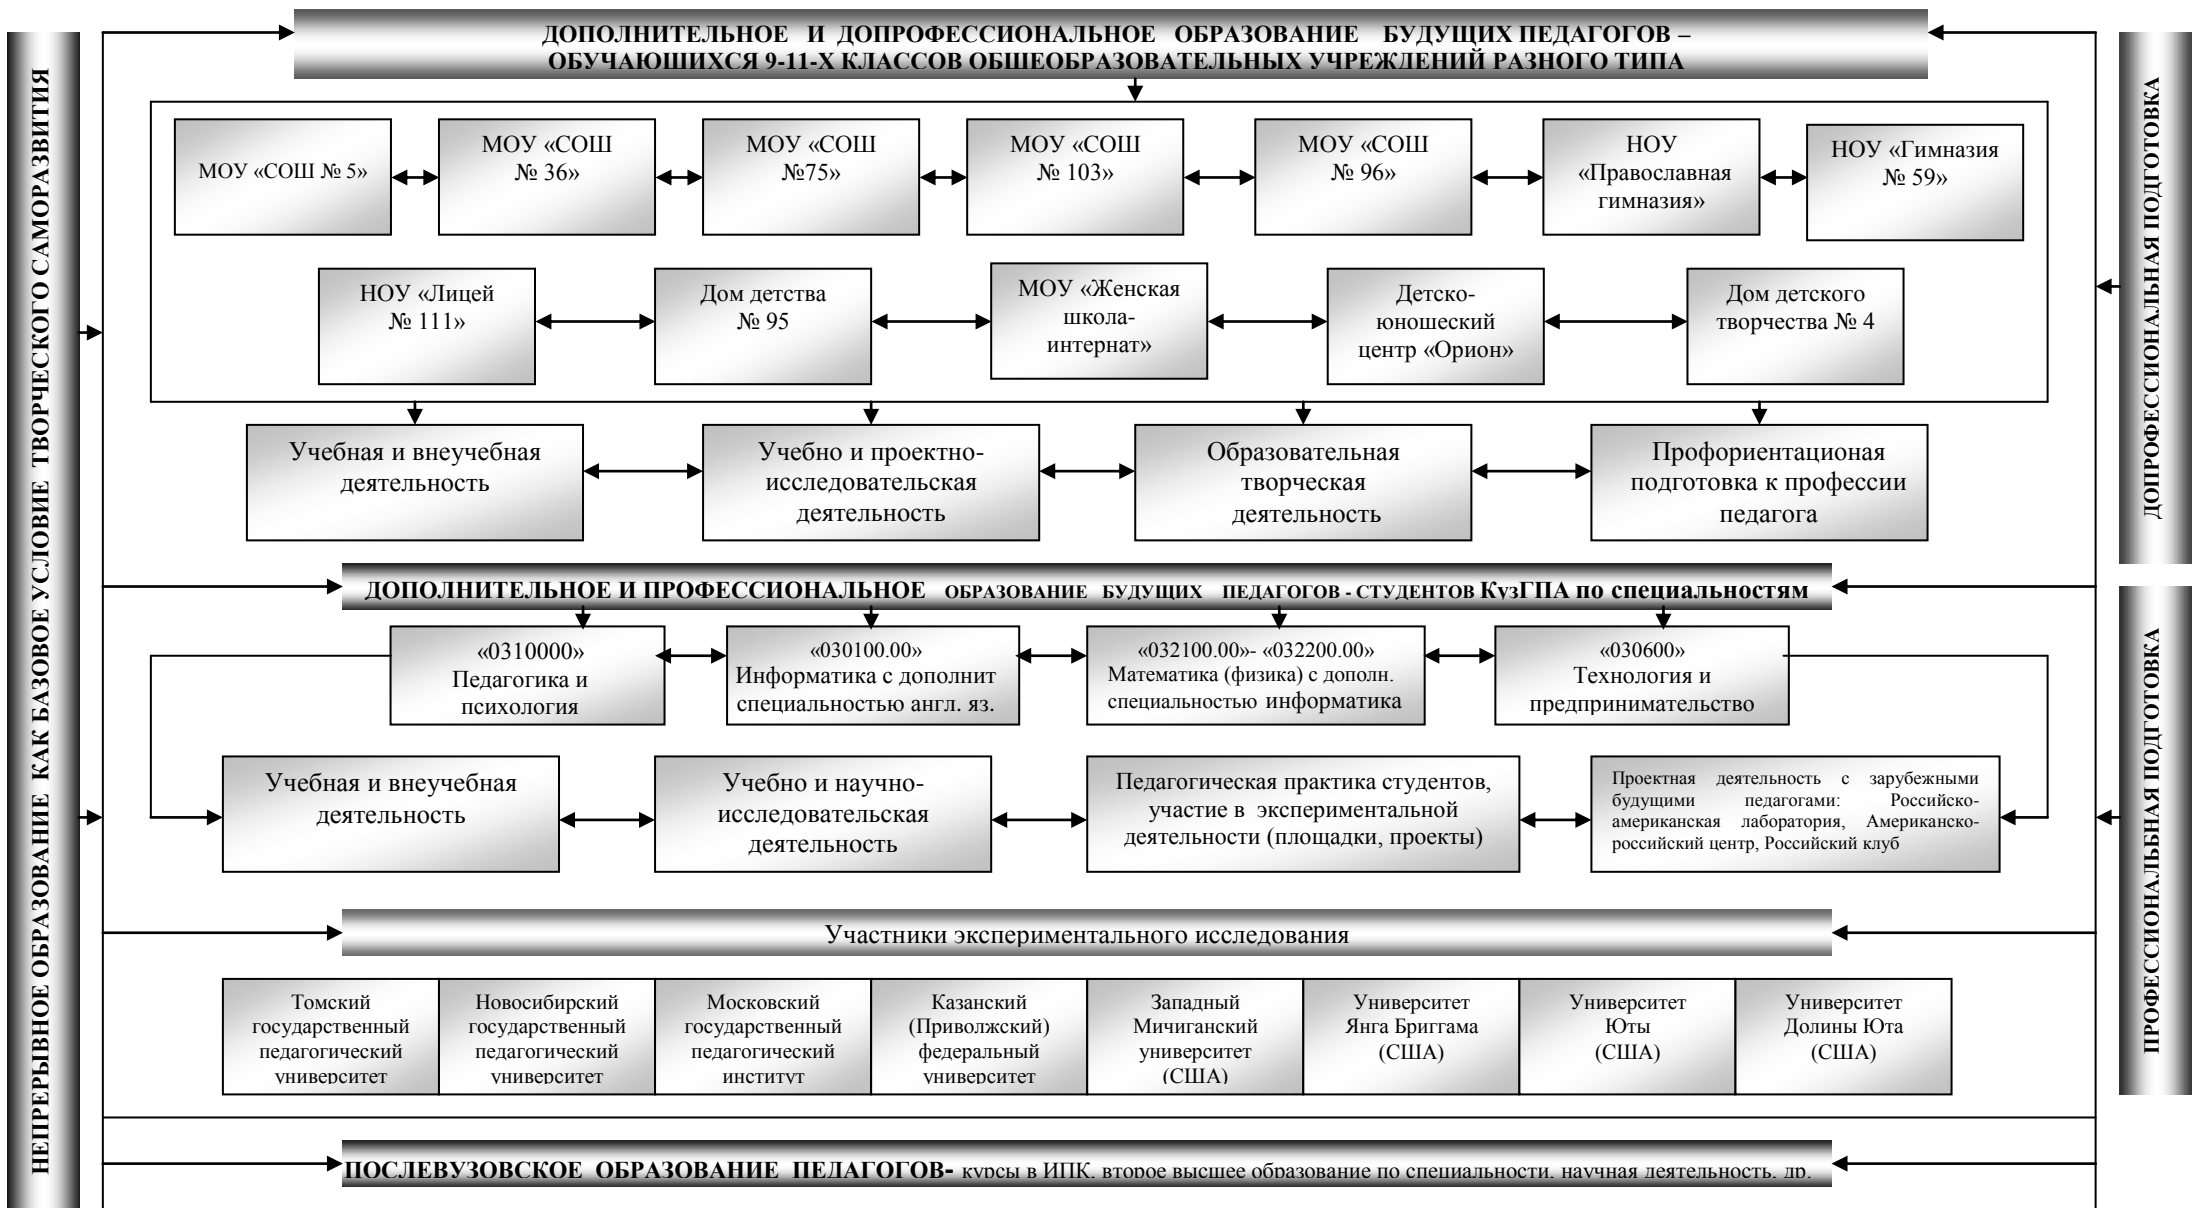 ДОПОЛНИТЕЛЬНОЕ И ДОПРОФЕССИОНАЛЬНОЕ ОБРАЗОВАНИЕ БУДУЩИХ ПЕДАГОГОВ –
ОБУЧАЮЩИХСЯ 9-11-Х КЛАССОВ ОБЩЕОБРАЗОВАТЕЛЬНЫХ УЧРЕЖДЕНИЙ РАЗНОГО ТИПА
НЕПРЕРЫВНОЕ ОБРАЗОВАНИЕ КАК БАЗОВОЕ УСЛОВИЕ ТВОРЧЕСКОГО САМОРАЗВИТИЯ
ДОПРОФЕССИОНАЛЬНАЯ ПОДГОТОВКА
МОУ «СОШ № 5»
МОУ «СОШ
№ 36»
МОУ «СОШ
№75»
МОУ «СОШ
№ 103»
МОУ «СОШ
№ 96»
НОУ
«Православная
гимназия»
НОУ «Гимназия
№ 59»
НОУ «Лицей
№ 111»
Дом детства
№ 95
МОУ «Женская
школа-
интернат»
Детско-
юношеский
центр «Орион»
Дом детского
творчества № 4
Учебная и внеучебная
деятельность
Учебно и проектно-
исследовательская
деятельность
Образовательная
творческая
деятельность
Профориентационая
подготовка к профессии
педагога
ДОПОЛНИТЕЛЬНОЕ И ПРОФЕССИОНАЛЬНОЕ ОБРАЗОВАНИЕ БУДУЩИХ ПЕДАГОГОВ - СТУДЕНТОВ КузГПА по специальностям
ПРОФЕССИОНАЛЬБНАЯ ПОДГОТОВКА
«0310000»
Педагогика и
психология
«030100.00»
Информатика с дополнит
специальностью англ. яз.
«032100.00»- «032200.00»
Математика (физика) с дополн.
специальностью информатика
«030600»
Технология и
предпринимательство
Учебная и внеучебная
деятельность
Учебно и научно-
исследовательская
деятельность
Педагогическая практика студентов,
участие в экспериментальной
деятельности (площадки, проекты)
Проектная деятельность с зарубежными
будущими педагогами: Российско-
американская лаборатория, Американско-
российский центр, Российский клуб
Участники экспериментального исследования
Томский
государственный
педагогический
университет
Новосибирский
государственный
педагогический
университет
Московский
государственный
педагогический
институт
Казанский
(Приволжский)
федеральный
университет
Западный
Мичиганский
университет
(США)
Университет
Янга Бриггама
(США)
Университет
Юты
(США)
Университет
Долины Юта
(США)
ПОСЛЕВУЗОВСКОЕ ОБРАЗОВАНИЕ ПЕДАГОГОВ- курсы в ИПК, второе высшее образование по специальности, научная деятельность, др.